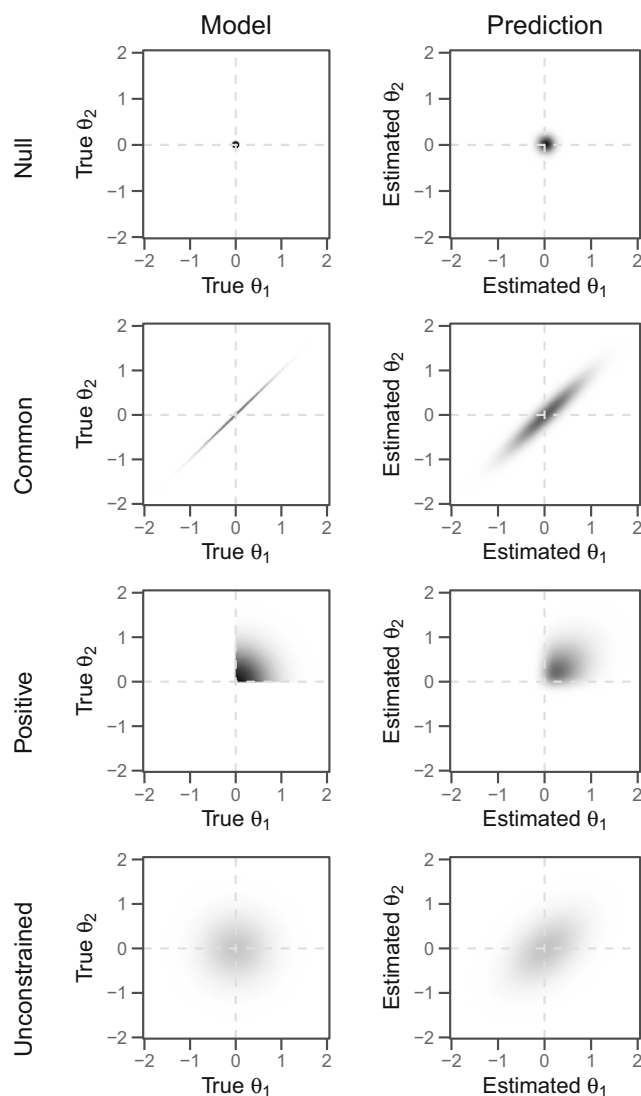 Model Prediction
Null
True θ2
2
1
0
−1
−2
−2 −1 0 1 2
True θ1
Estimated θ2
2
1
0
−1
−2
−2 −1 0 1 2
Estimated θ1
Common
True θ2
2
1
0
−1
−2
−2 −1 0 1 2
True θ1
Estimated θ2
2
1
0
−1
−2
−2 −1 0 1 2
Estimated θ1
Positive
True θ2
2
1
0
−1
−2
−2 −1 0 1 2
True θ1
Estimated θ2
2
1
0
−1
−2
−2 −1 0 1 2
Estimated θ1
Unconstrained
True θ2
2
1
0
−1
−2
−2 −1 0 1 2
True θ1
Estimated θ2
2
1
0
−1
−2
−2 −1 0 1 2
Estimated θ1